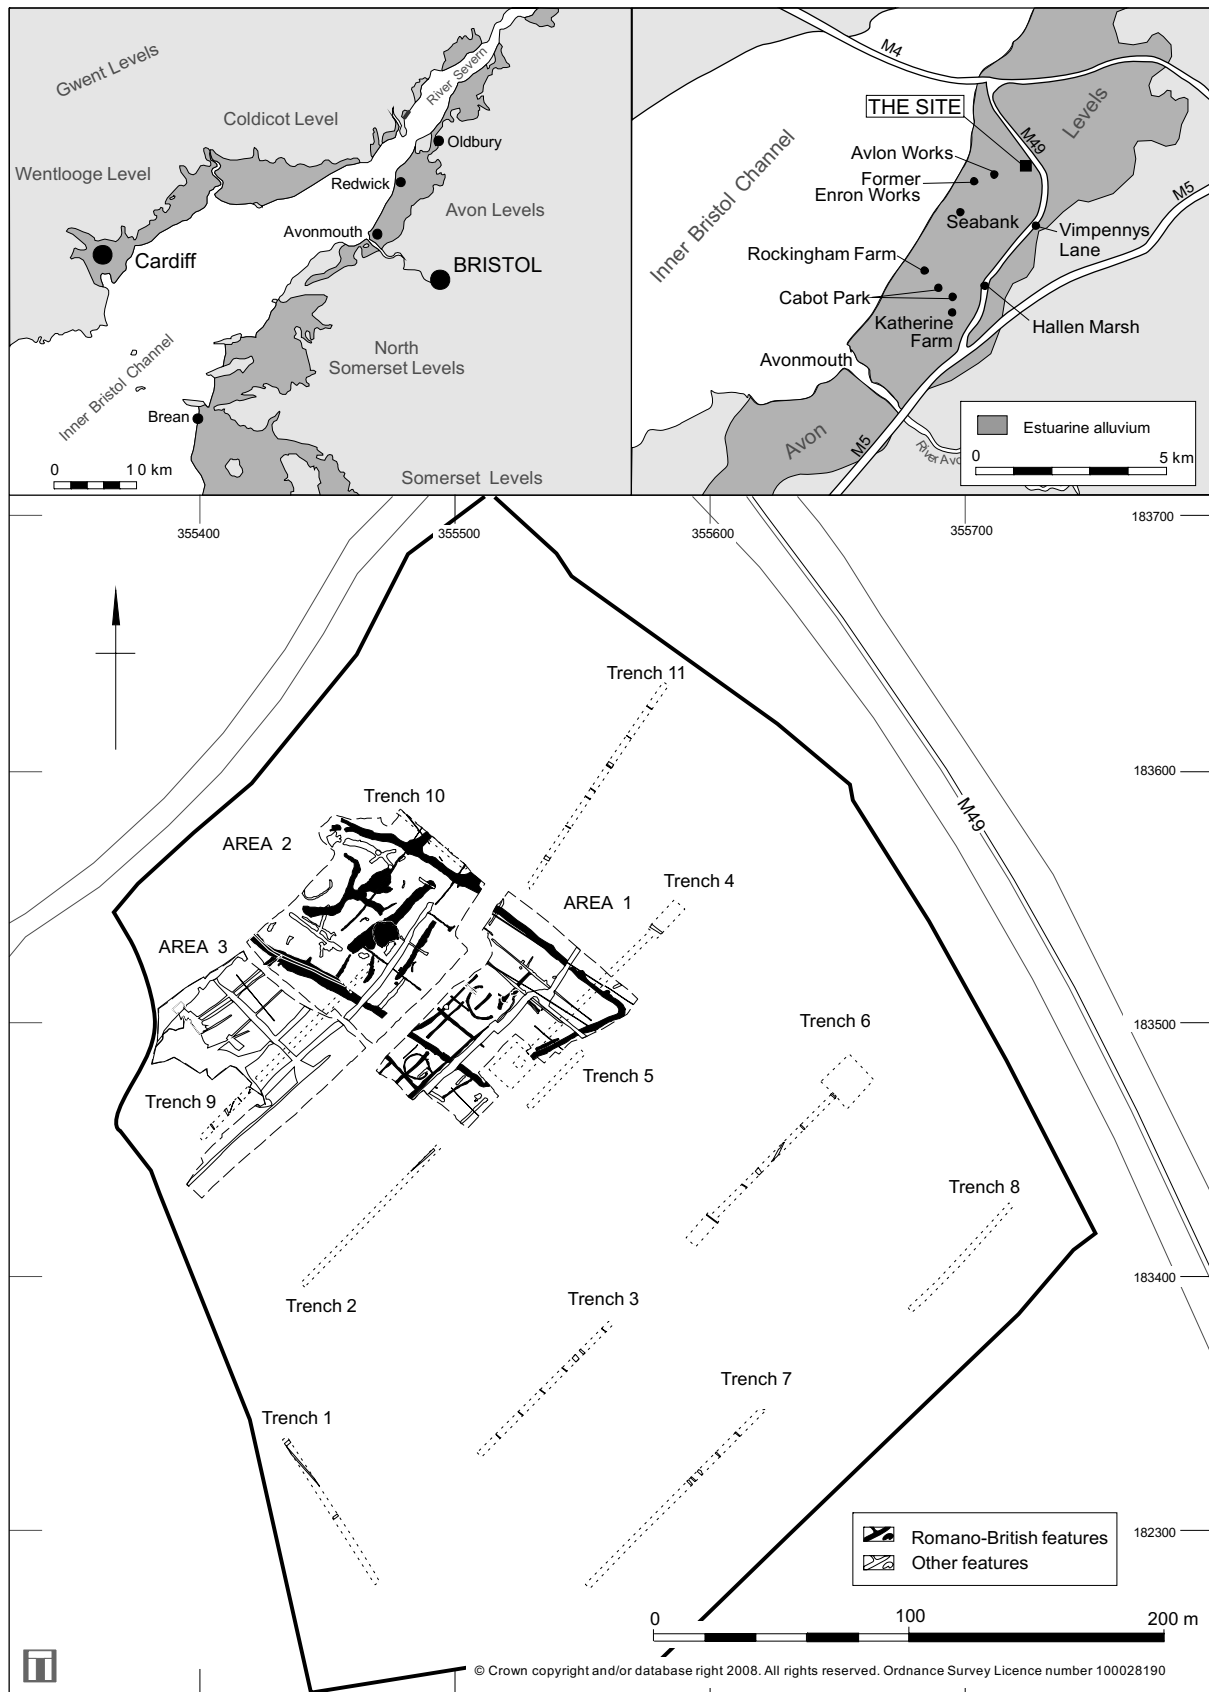 Gwent Levels
River Severn
Coldicot Level
Oldbury
Wentlooge Level
Redwick
Avon Levels
Avonmouth
Cardiff
BRISTOL
North
Somerset Levels
Inner Bristol Channel
Brean
0 10 km
Somerset Levels
M4
THE SITE
Levels
M49
Avlon Works
Former
Enron Works
M5
Inner Bristol Channel
Seabank
Vimpennys
Lane
Rockingham Farm
Cabot Park
Katherine
Farm
Hallen Marsh
Avonmouth
Avon
M5
River Avo
Estuarine alluvium
0 5 km
355400
355500
355600
355700
183700
Trench 11
183600
Trench 10
M49
AREA 2
Trench 4
AREA 1
AREA 3
Trench 6
183500
Trench 5
Trench 9
Trench 8
183400
Trench 2
Trench 3
Trench 7
Trench 1
182300
Romano-British features
Other features
0 100 200 m
© Crown copyright and/or database right 2008. All rights reserved. Ordnance Survey Licence number 100028190